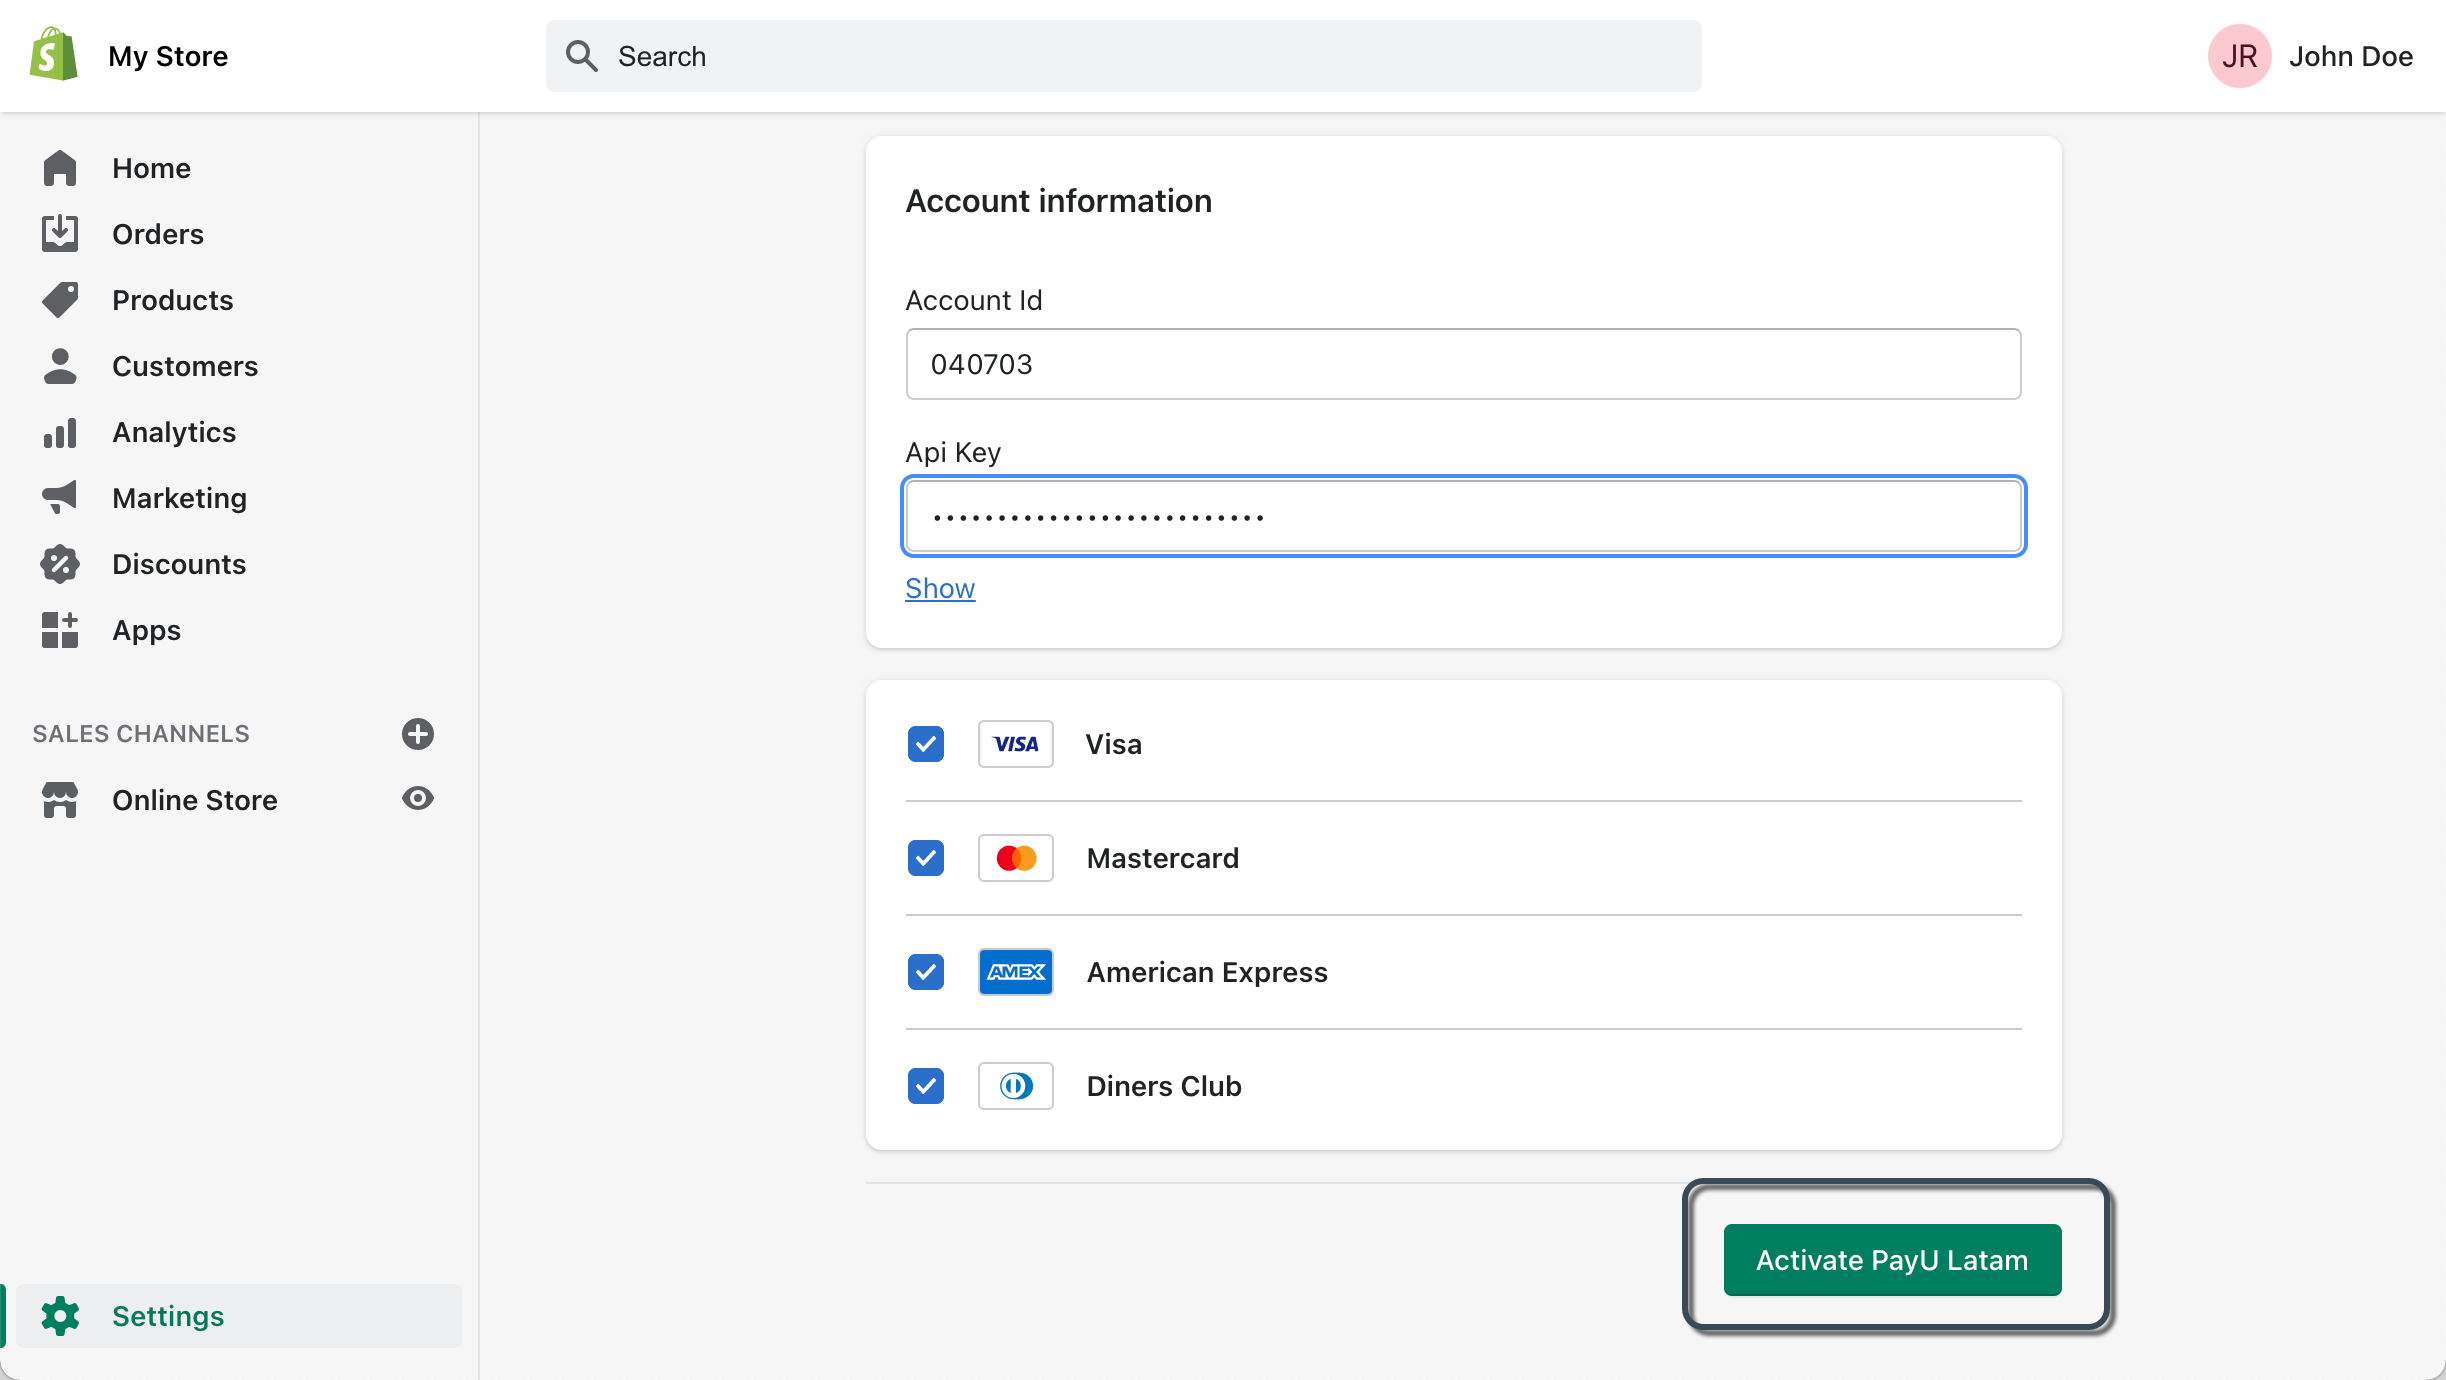 My Store
Search
JR John Doe
Home
Orders
Products
Customers
Analytics
Marketing
Discounts
Apps
SALES CHANNELS
Online Store
Settings
Account information
Account Id
040703
Api Key
••••••••••••••••••••••••••
Show
VISA Visa
Mastercard
AMEX American Express
Diners Club
Activate PayU Latam